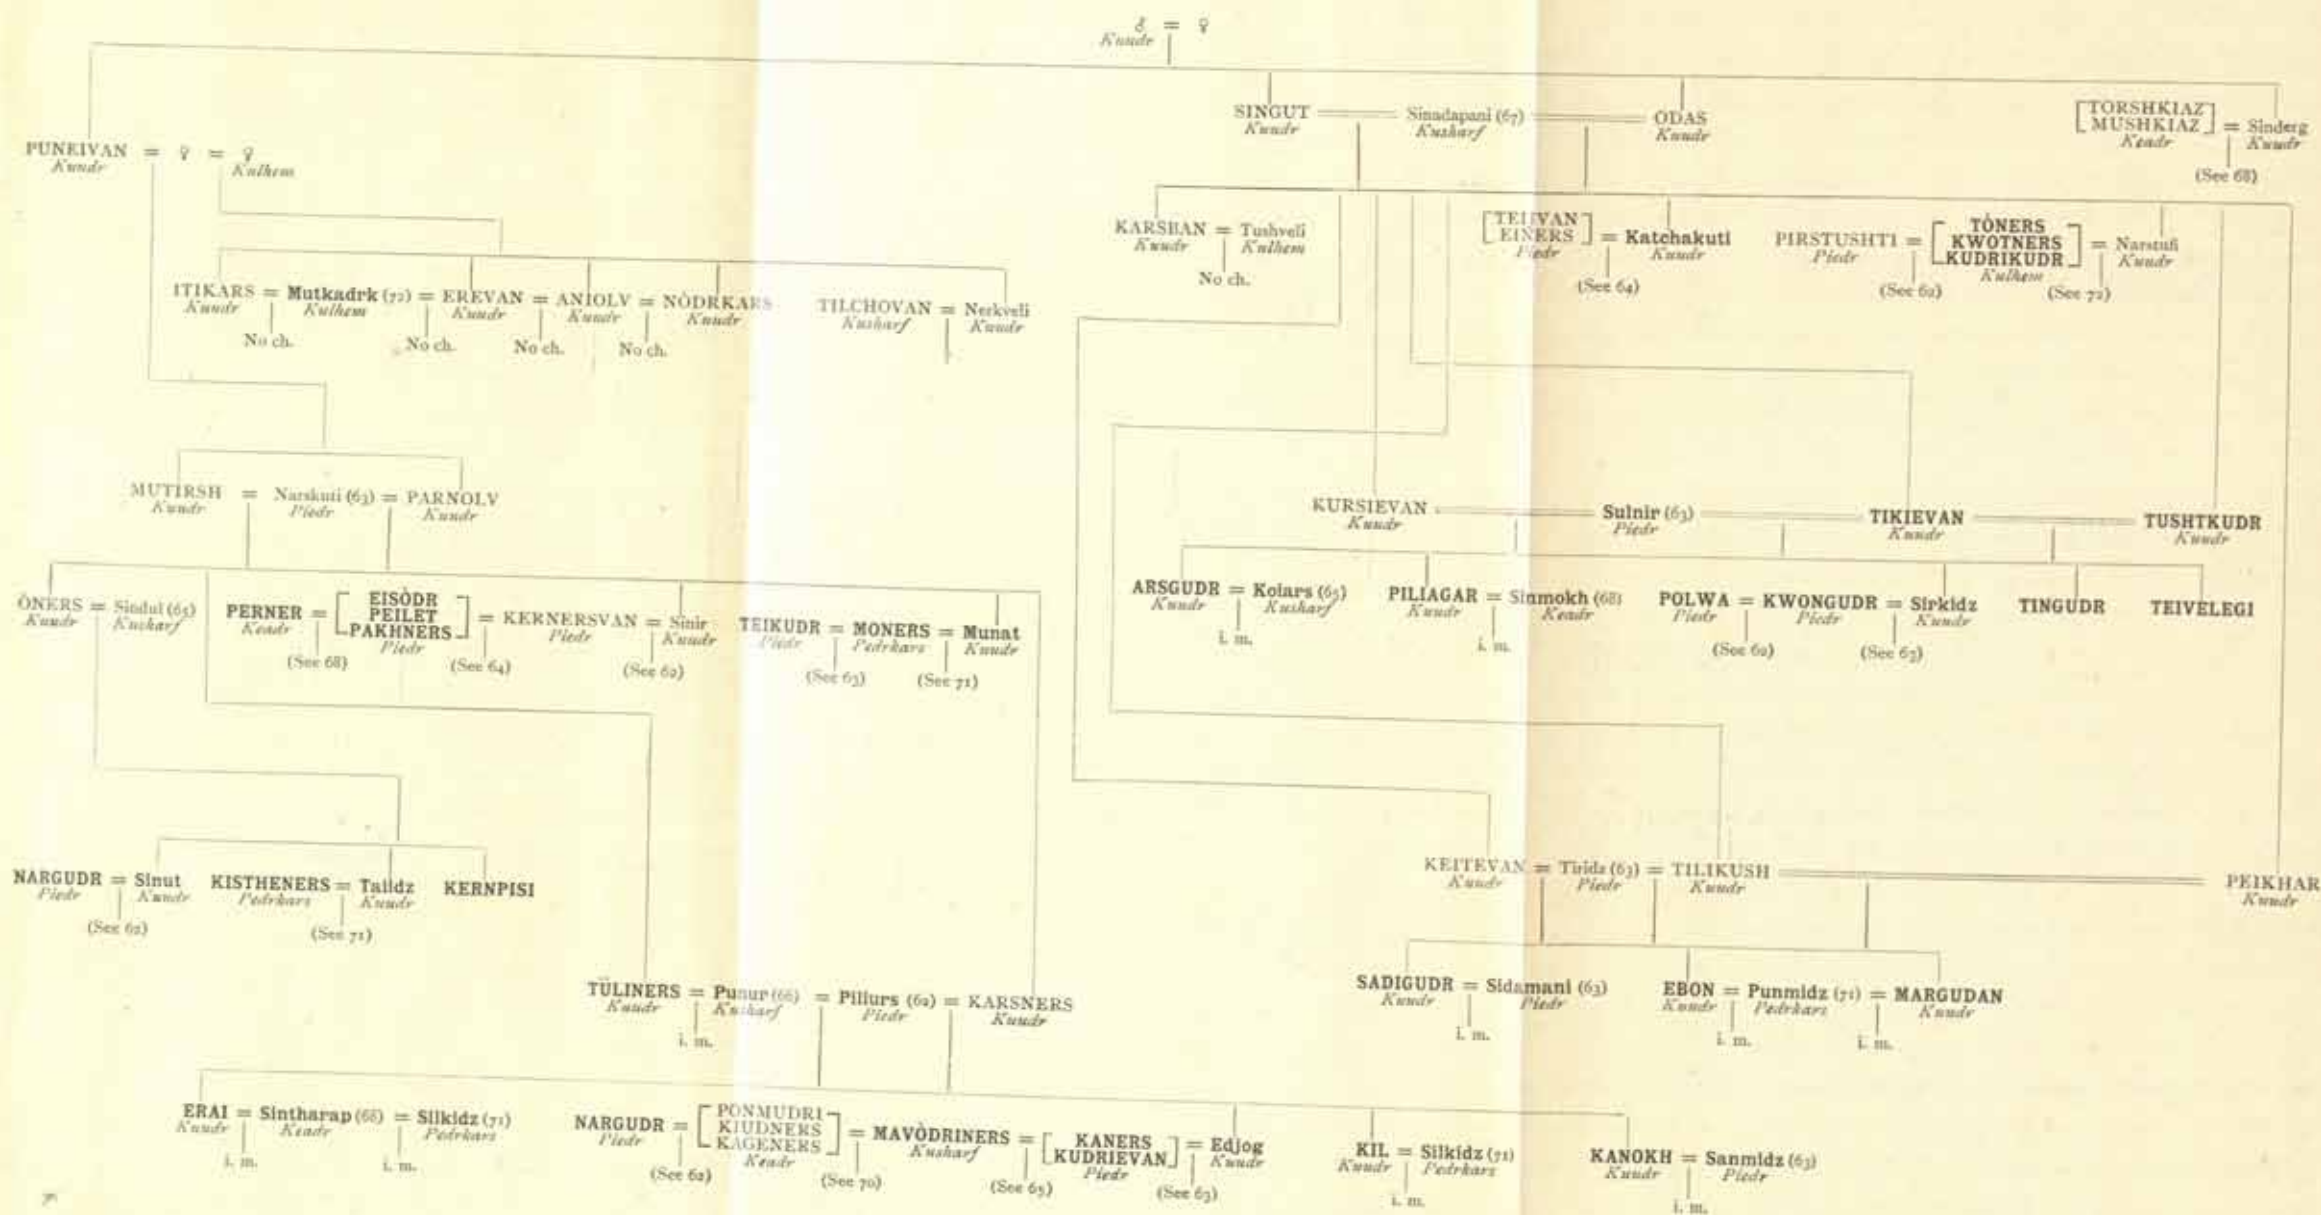 ♂ = ♀
Kuudr
SINGUT Sinadapani (67) ODAS
Kuudr Kusharf Kuudr
[TORSHKIAZ MUSHKIAZ] = Sinderg
Keadr Kuudr
(See 68)
PUNEIVAN = ♀ = ♀
Kuudr Kulhem
KARSBAN = Tushveli
Kuudr Kulhem
No ch.
[TEUVAN EINERS] = Katchakuti
Piedr Kuudr
(See 64)
PIRSTUSHTI = [TÒNERS KWOTNERS KUDRIKUDR] = Narstufi
Piedr Kulhem Kuudr
(See 62) (See 72)
ITIKARS = Mutkadrk (72) = EREVAN = ANIOLV = NÒDRKARS
Kuudr Kulhem Kuudr Kuudr Kuudr
No ch. No ch. No ch. No ch.
TILCHOVAN = Nerkveli
Kusharf Kuudr
MUTIRSH = Narskuti (63) = PARNOLV
Kuudr Piedr Kuudr
KURSIEVAN Sulnir (63) TIKIEVAN TUSHTKUDR
Kuudr Piedr Kuudr Kuudr
ÒNERS = Sindul (65)
Kuudr Kusharf
PERNER = [EISÒDR PEILET PAKHNERS] = KERNERSVAN = Sinir
Keadr Piedr Piedr Kuudr
(See 68) (See 64) (See 62)
TEIKUDR = MONERS = Munat
Piedr Pedrkars Kuudr
(See 63) (See 71)
ARSGUDR = Kolars (65)
Kuudr Kusharf
i. m.
PILIAGAR = Sinmokh (68)
Kuudr Keadr
i. m.
POLWA = KWONGUDR = Sirkidz
Piedr Piedr Kuudr
(See 62) (See 63)
TINGUDR TEIVELEGI
NARGUDR = Sinut
Piedr Kuudr
(See 62)
KISTHENERS = Talidz
Pedrkars Kuudr
(See 71)
KERNPISI
KEITEVAN = Tiridz (63) = TILIKUSH PEIKHAR
Kuudr Piedr Kuudr Kuudr
TÜLINERS = Punur (66) = Piliurs (62) = KARSNERS
Kuudr Kusharf Piedr Kuudr
i. m.
SADIGUDR = Sidamani (63)
Kuudr Piedr
i. m.
EBON = Punmidz (71) = MARGUDAN
Kuudr Pedrkars Kuudr
i. m. i. m.
ERAI = Sintharap (68) = Silkidz (71)
Kuudr Keadr Pedrkars
i. m. i. m.
NARGUDR = [PONMUDRI KIUDNERS KAGENERS] = MAVÒDRINERS = [KANERS KUDRIEVAN] = Edjog
Piedr Keadr Kusharf Piedr Kuudr
(See 62) (See 70) (See 65) (See 63)
KIL = Silkidz (71)
Kuudr Pedrkars
i. m.
KANOKH = Sanmidz (63)
Kuudr Piedr
i. m.